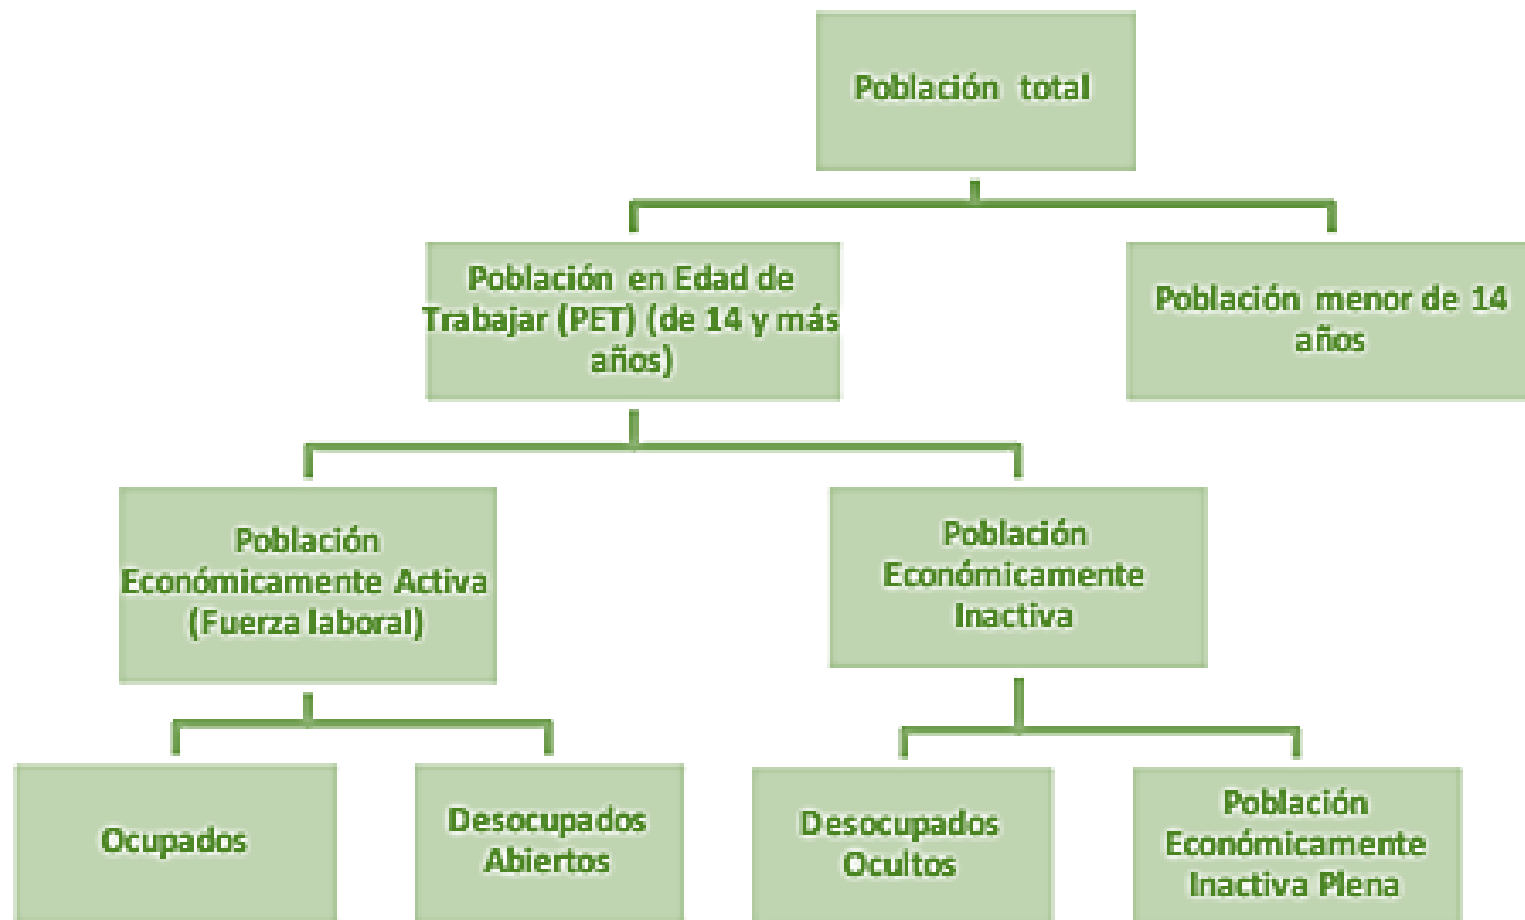 Población total
Población en Edad de
Trabajar (PET) (de 14 y más
años)
Población menor de 14
años
Población
Económicamente Activa
(Fuerza laboral)
Población
Económicamente
Inactiva
Ocupados
Desocupados
Abiertos
Desocupados
Ocultos
Población
Económicamente
Inactiva Plena